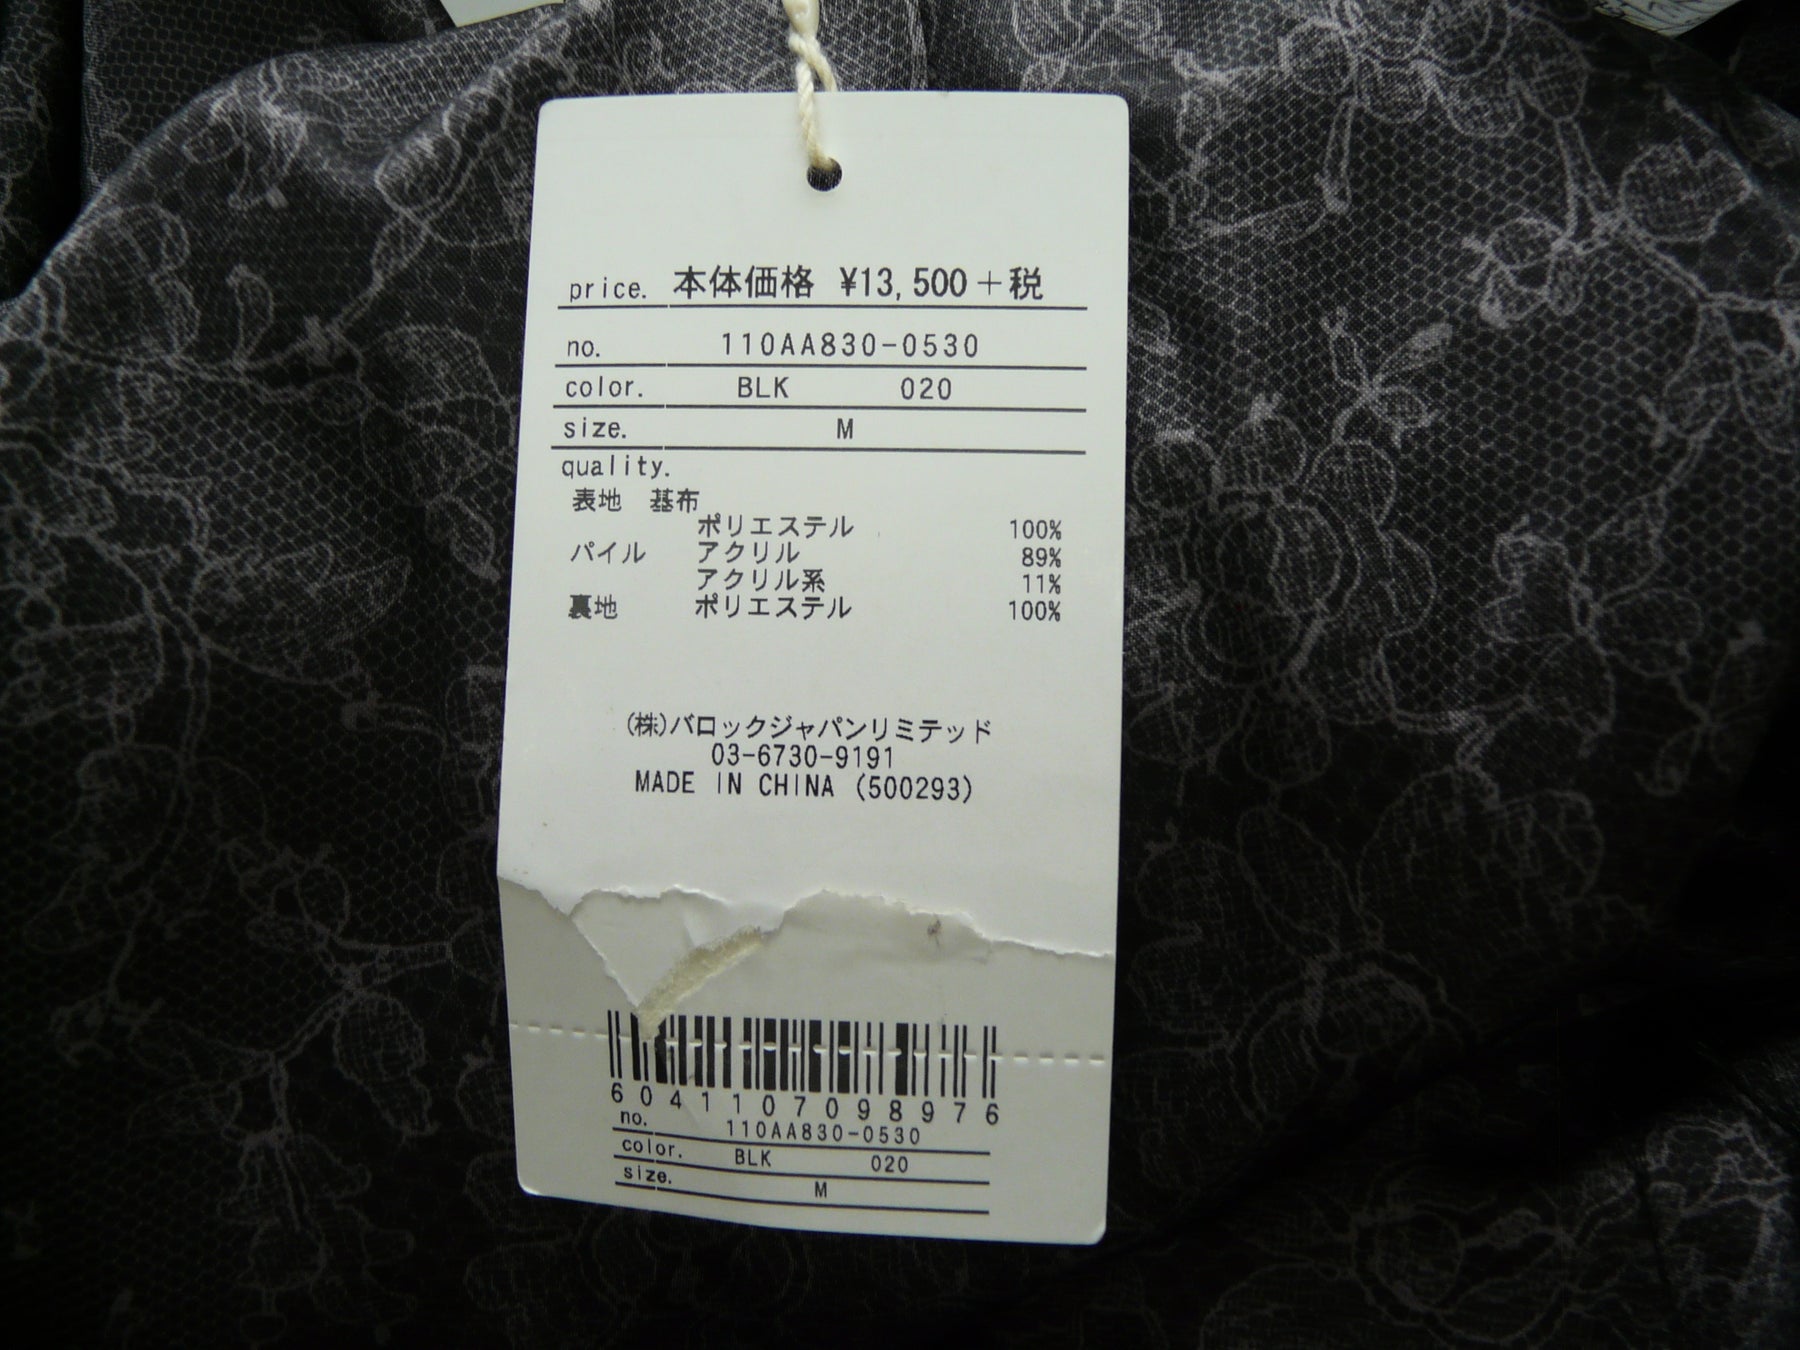 price. 本体価格 ¥13,500+税
no. 110AA830-0530
color. BLK 020
size. M
quality.
表地 基布
ポリエステル 100%
パイル アクリル 89%
アクリル系 11%
裏地 ポリエステル 100%
(株)バロックジャパンリミテッド
03-6730-9191
MADE IN CHINA (500293)
6041107098976
no. 110AA830-0530
color. BLK 020
size. M